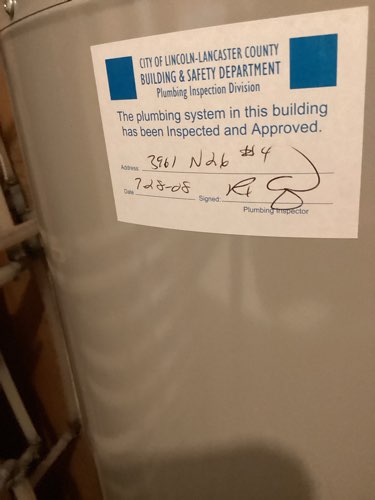 CITY OF LINCOLN-LANCASTER COUNTY
BUILDING & SAFETY DEPARTMENT
Plumbing Inspection Division
The plumbing system in this building
has been Inspected and Approved.
Address 3961 N26 #4
Date 7-28-08 Signed:
Plumbing Inspector